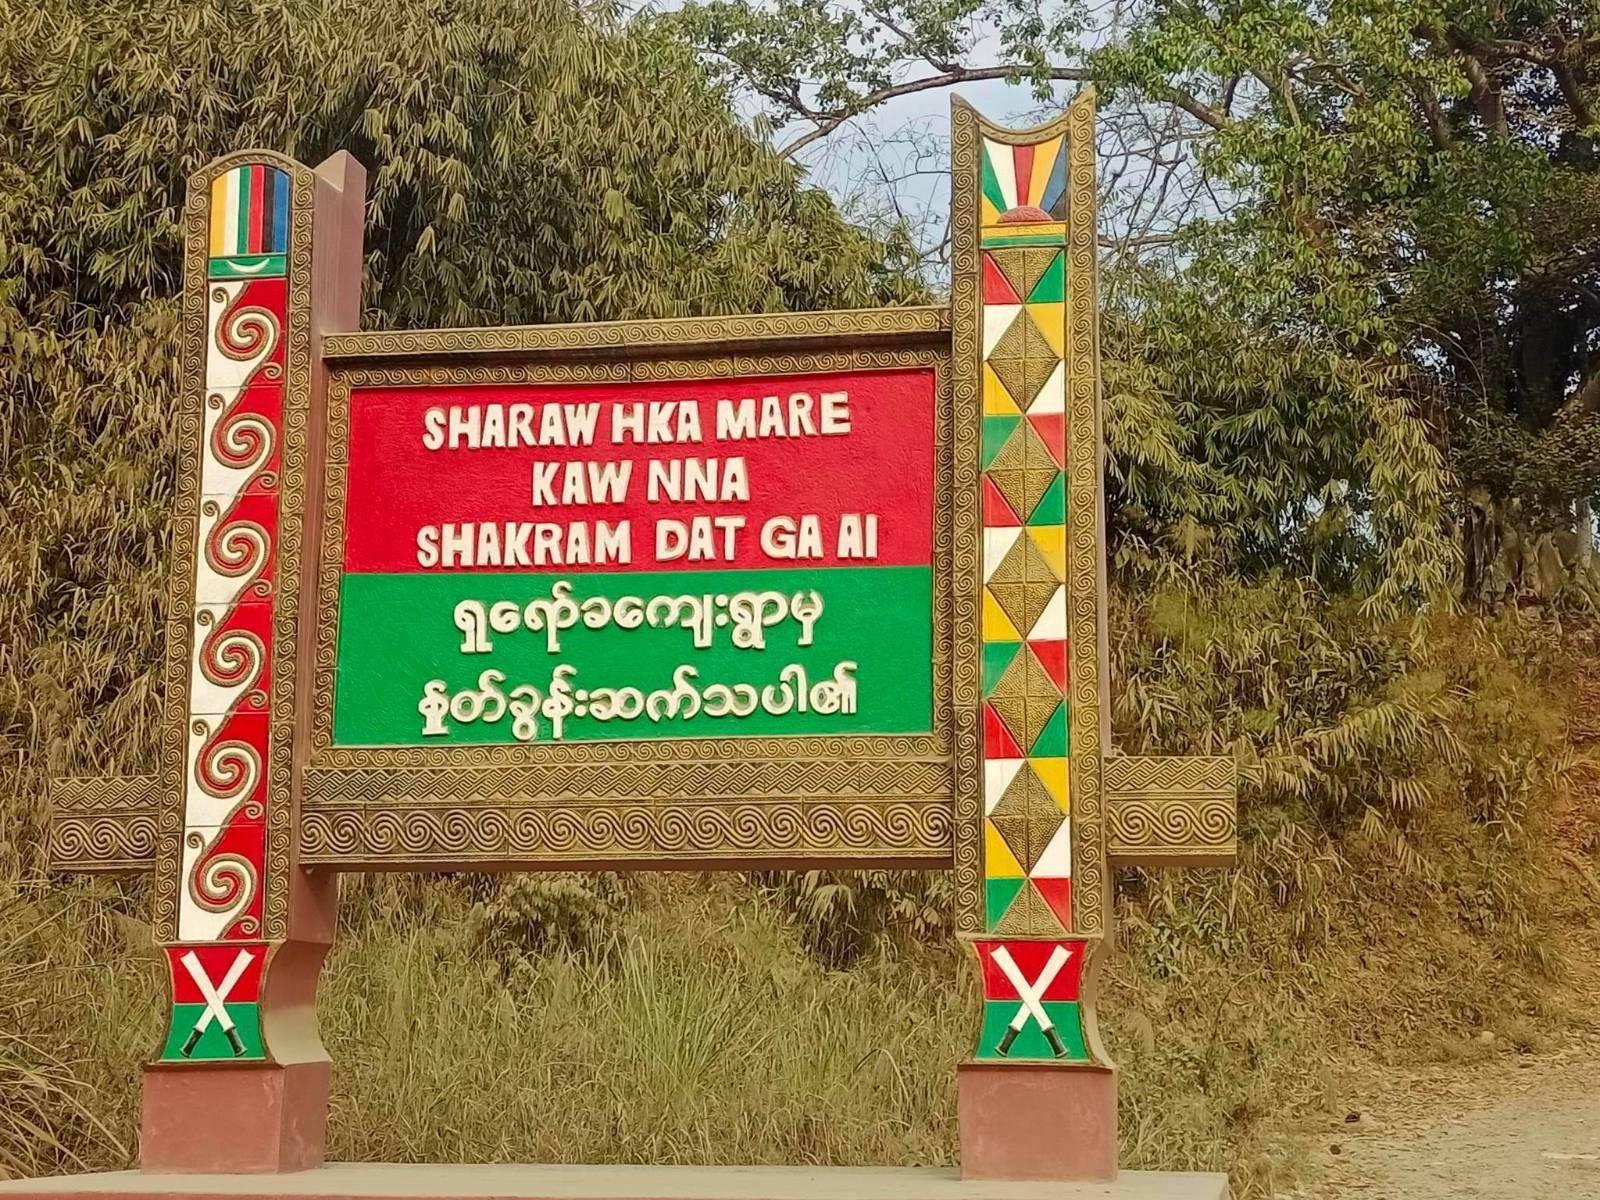 SHARAW HKA MARE
KAW NNA
SHAKRAM DAT GA AI
ရှုရော်ခကျေးရွာမှ
နှုတ်ခွန်းဆက်သပါ၏